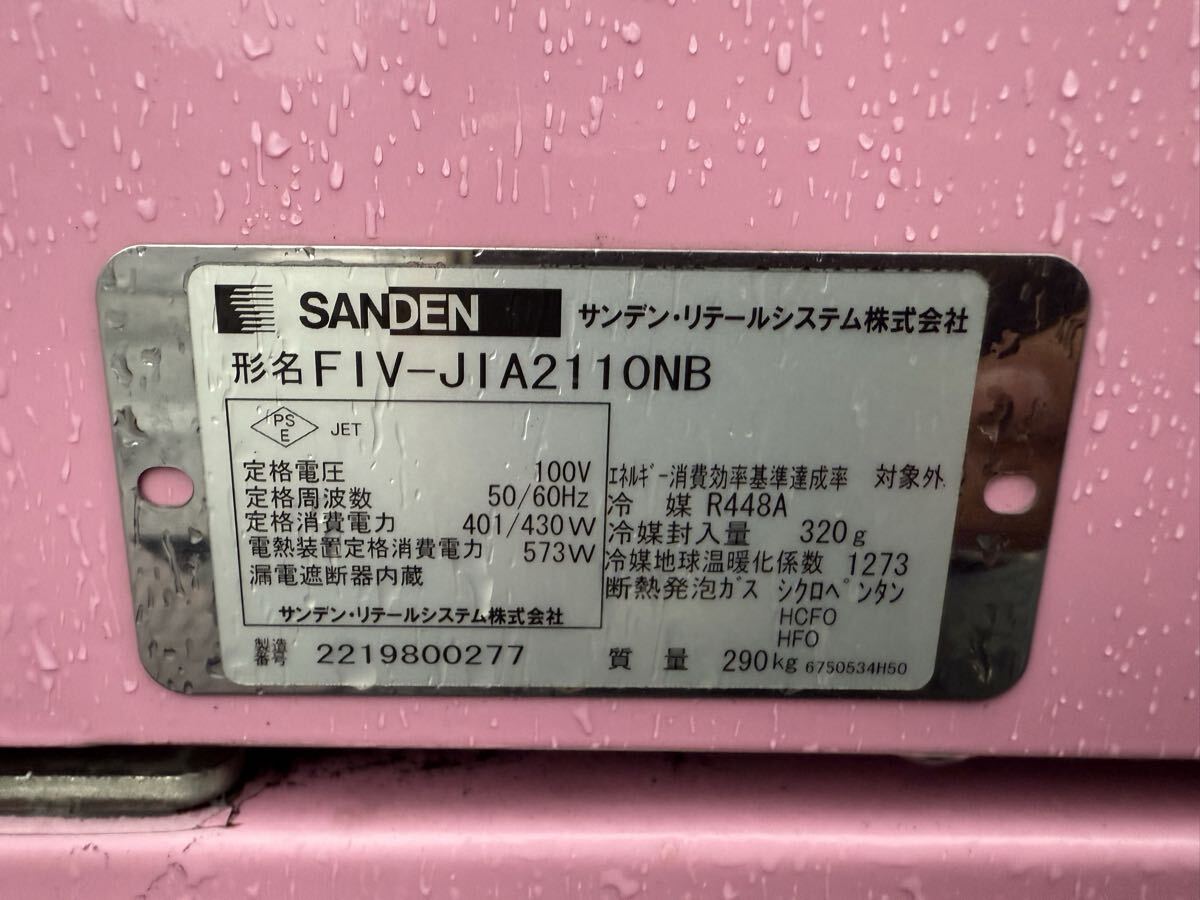 SANDEN サンデン・リテールシステム株式会社
形名 FIV-JIA2110NB
PS E JET
定格電圧 100V
定格周波数 50/60Hz
定格消費電力 401/430W
電熱装置定格消費電力 573W
漏電遮断器内蔵
サンデン・リテールシステム株式会社
ｴﾈﾙｷﾞｰ消費効率基準達成率 対象外
冷 媒 R448A
冷媒封入量 320g
冷媒地球温暖化係数 1273
断熱発泡ｶﾞｽ シクロペンタン
HCFO
HFO
製造番号 2219800277
質 量 290kg 6750534H50